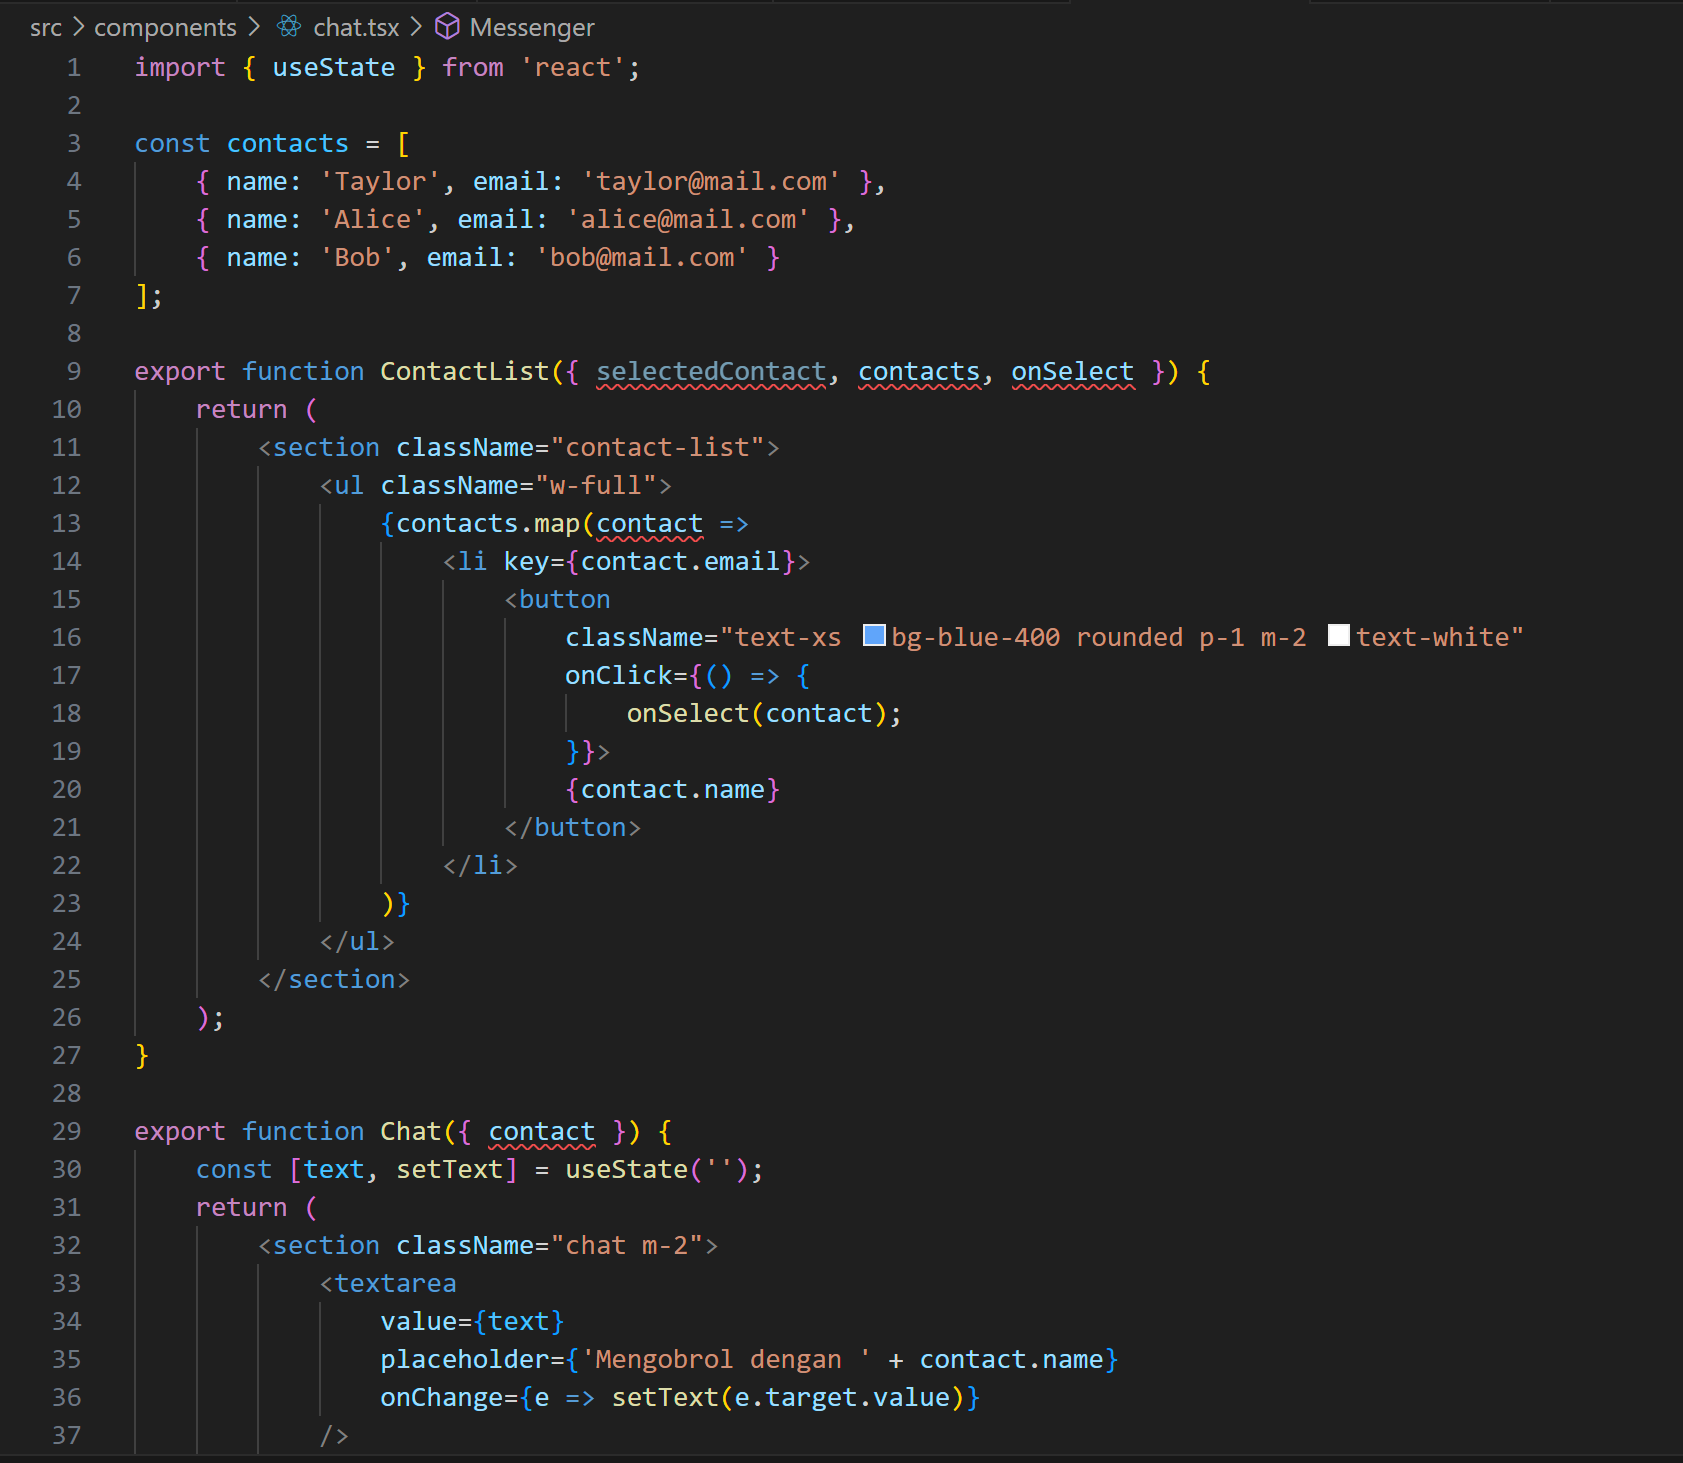 src > components > chat.tsx > Messenger
1 import { useState } from 'react';
2
3 const contacts = [
4     { name: 'Taylor', email: 'taylor@mail.com' },
5     { name: 'Alice', email: 'alice@mail.com' },
6     { name: 'Bob', email: 'bob@mail.com' }
7 ];
8
9 export function ContactList({ selectedContact, contacts, onSelect }) {
10     return (
11         <section className="contact-list">
12             <ul className="w-full">
13                 {contacts.map(contact =>
14                     <li key={contact.email}>
15                         <button
16                             className="text-xs bg-blue-400 rounded p-1 m-2 text-white"
17                             onClick={() => {
18                                 onSelect(contact);
19                             }}>
20                             {contact.name}
21                         </button>
22                     </li>
23                 )}
24             </ul>
25         </section>
26     );
27 }
28
29 export function Chat({ contact }) {
30     const [text, setText] = useState('');
31     return (
32         <section className="chat m-2">
33             <textarea
34                 value={text}
35                 placeholder={'Mengobrol dengan ' + contact.name}
36                 onChange={e => setText(e.target.value)}
37             />